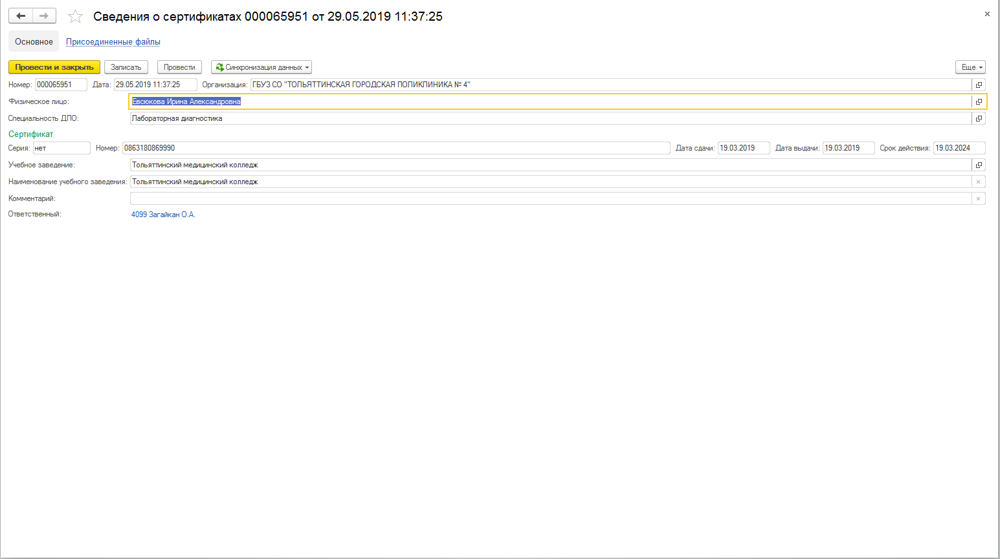 Сведения о сертификатах 000065951 от 29.05.2019 11:37:25
Основное Присоединенные файлы
Провести и закрыть Записать Провести Синхронизация данных Еще
Номер: 000065951 Дата: 29.05.2019 11:37:25 Организация: ГБУЗ СО "ТОЛЬЯТТИНСКАЯ ГОРОДСКАЯ ПОЛИКЛИНИКА № 4"
Физическое лицо: Евсюкова Ирина Александровна
Специальность ДПО: Лабораторная диагностика
Сертификат
Серия: нет Номер: 0863180869990 Дата сдачи: 19.03.2019 Дата выдачи: 19.03.2019 Срок действия: 19.03.2024
Учебное заведение: Тольяттинский медицинский колледж
Наименование учебного заведения: Тольяттинский медицинский колледж
Комментарий:
Ответственный: 4099 Загайкан О.А.